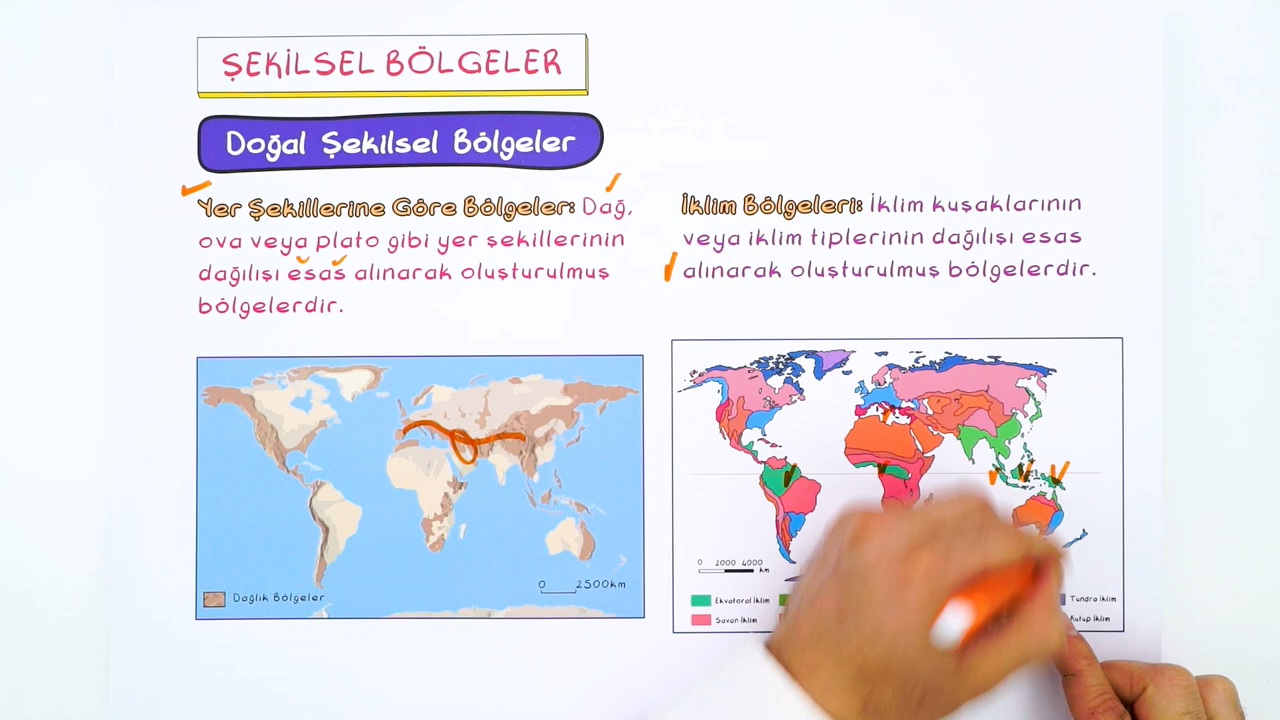 ŞEKİLSEL BÖLGELER
Doğal Şekilsel Bölgeler
Yer Şekillerine Göre Bölgeler: Dağ,
ova veya plato gibi yer şekillerinin
dağılışı esas alınarak oluşturulmuş
bölgelerdir.
İklim Bölgeleri: İklim kuşaklarının
veya iklim tiplerinin dağılışı esas
alınarak oluşturulmuş bölgelerdir.
Dağlık Bölgeler
0 2500km
0 2000 4000
km
Ekvatoral İklim
Savan İklim
Tundra İklim
Kutup İklim